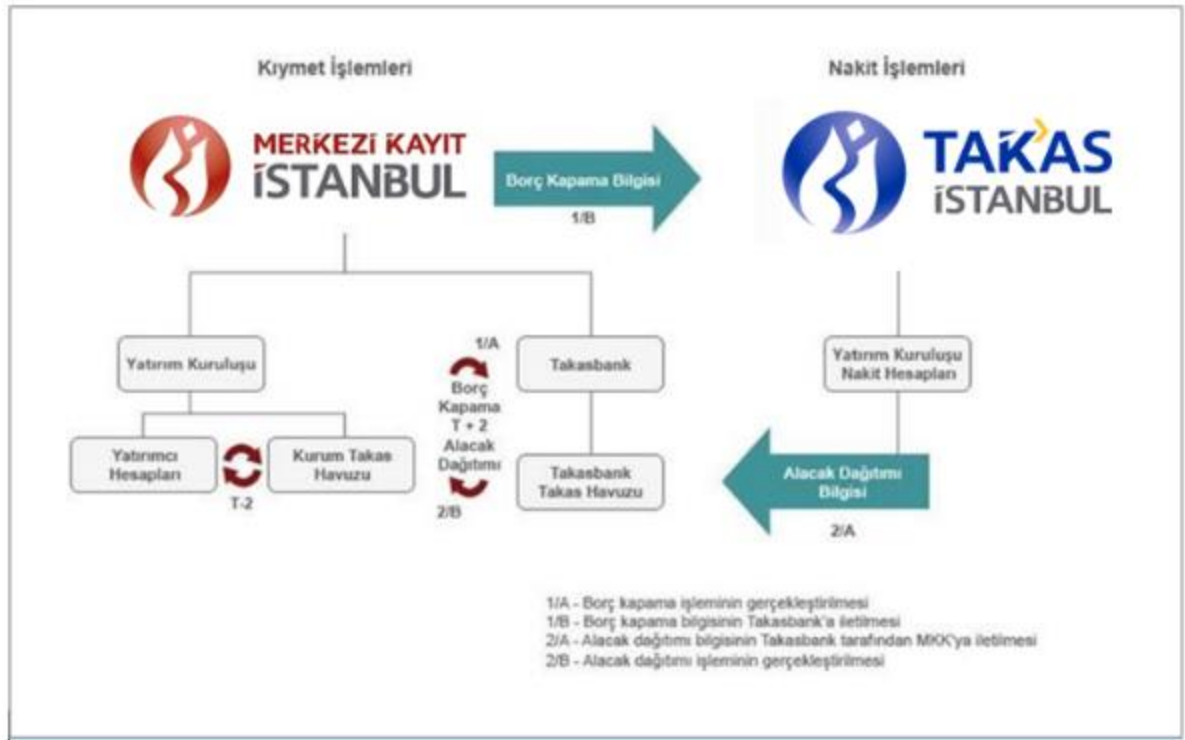 Kıymet İşlemleri
Nakit İşlemleri
MERKEZİ KAYIT
İSTANBUL
Borç Kapama Bilgisi
1/B
TAKAS
İSTANBUL
Yatırım Kuruluşu
1/A
Borç
Kapama
T + 2
Alacak
Dağıtımı
2/B
Takasbank
Yatırım Kuruluşu
Nakit Hesapları
Yatırımcı
Hesapları
T-2
Kurum Takas
Havuzu
Takasbank
Takas Havuzu
Alacak Dağıtımı
Bilgisi
2/A
1/A - Borç kapama işleminin gerçekleştirilmesi
1/B - Borç kapama bilgisinin Takasbank'a iletilmesi
2/A - Alacak dağıtımı bilgisinin Takasbank tarafından MKK'ya iletilmesi
2/B - Alacak dağıtımı işleminin gerçekleştirilmesi